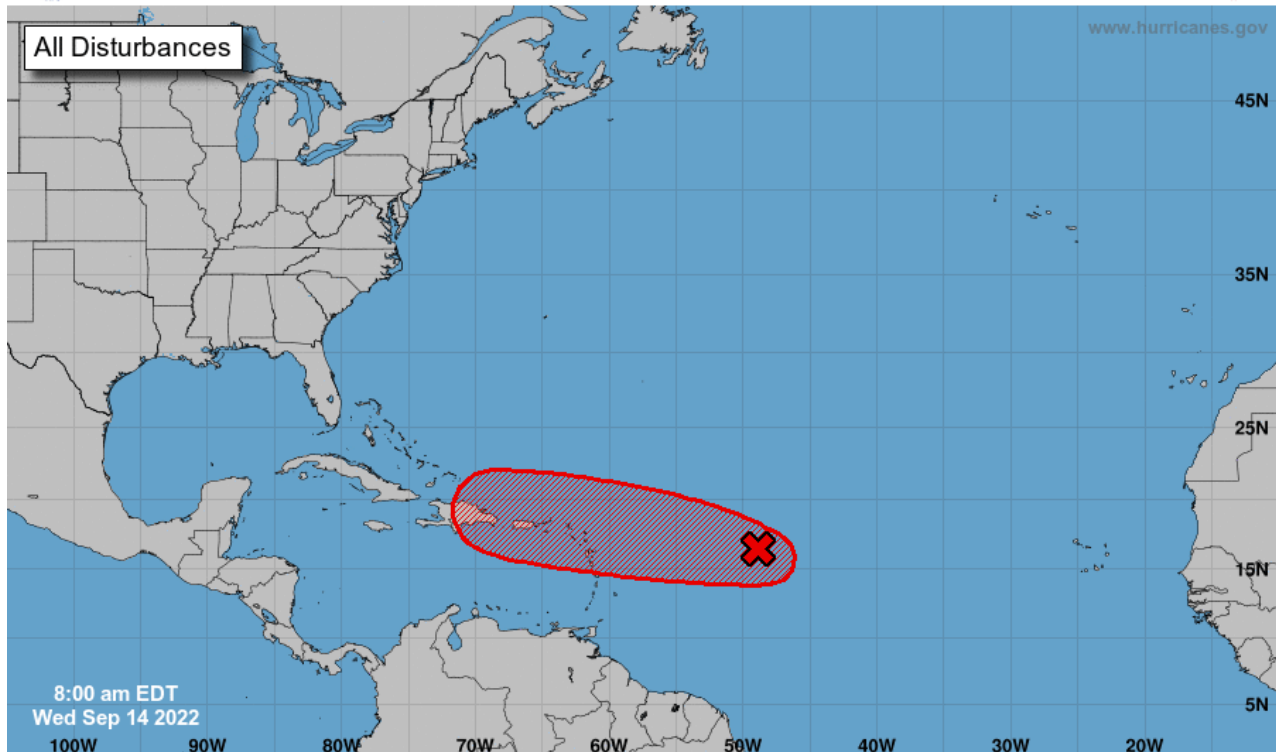 www.hurricanes.gov
All Disturbances
45N
35N
25N
15N
5N
8:00 am EDT
Wed Sep 14 2022
100W 90W 80W 70W 60W 50W 40W 30W 20W